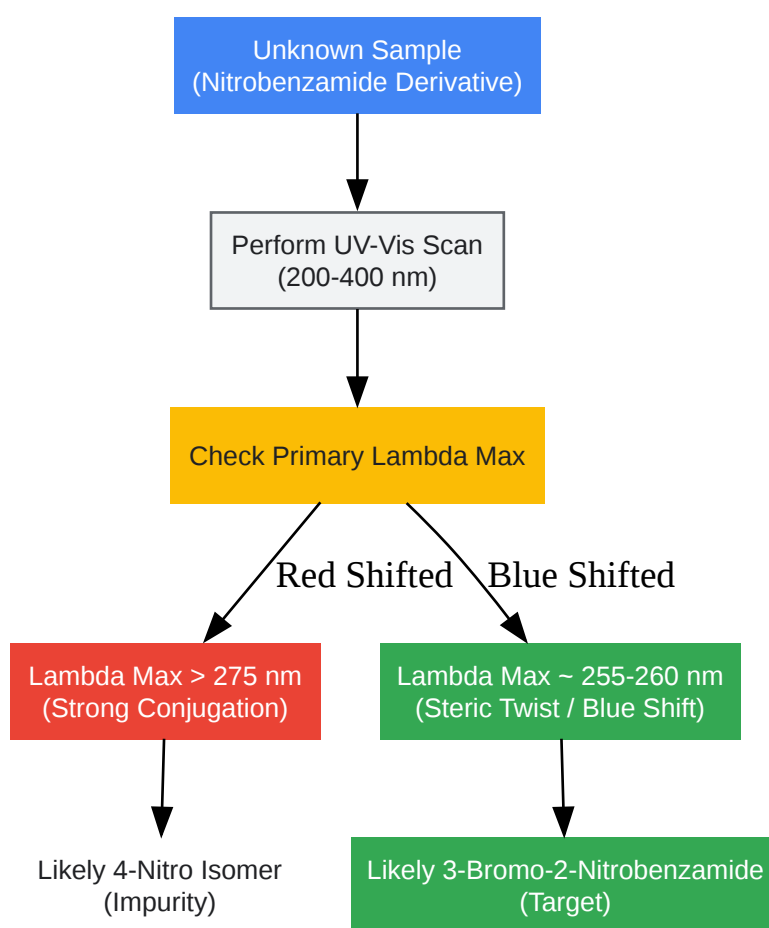 Unknown Sample
(Nitrobenzamide Derivative)
Perform UV-Vis Scan
(200-400 nm)
Check Primary Lambda Max
Red Shifted
Blue Shifted
Lambda Max > 275 nm
(Strong Conjugation)
Lambda Max ~ 255-260 nm
(Steric Twist / Blue Shift)
Likely 4-Nitro Isomer
(Impurity)
Likely 3-Bromo-2-Nitrobenzamide
(Target)